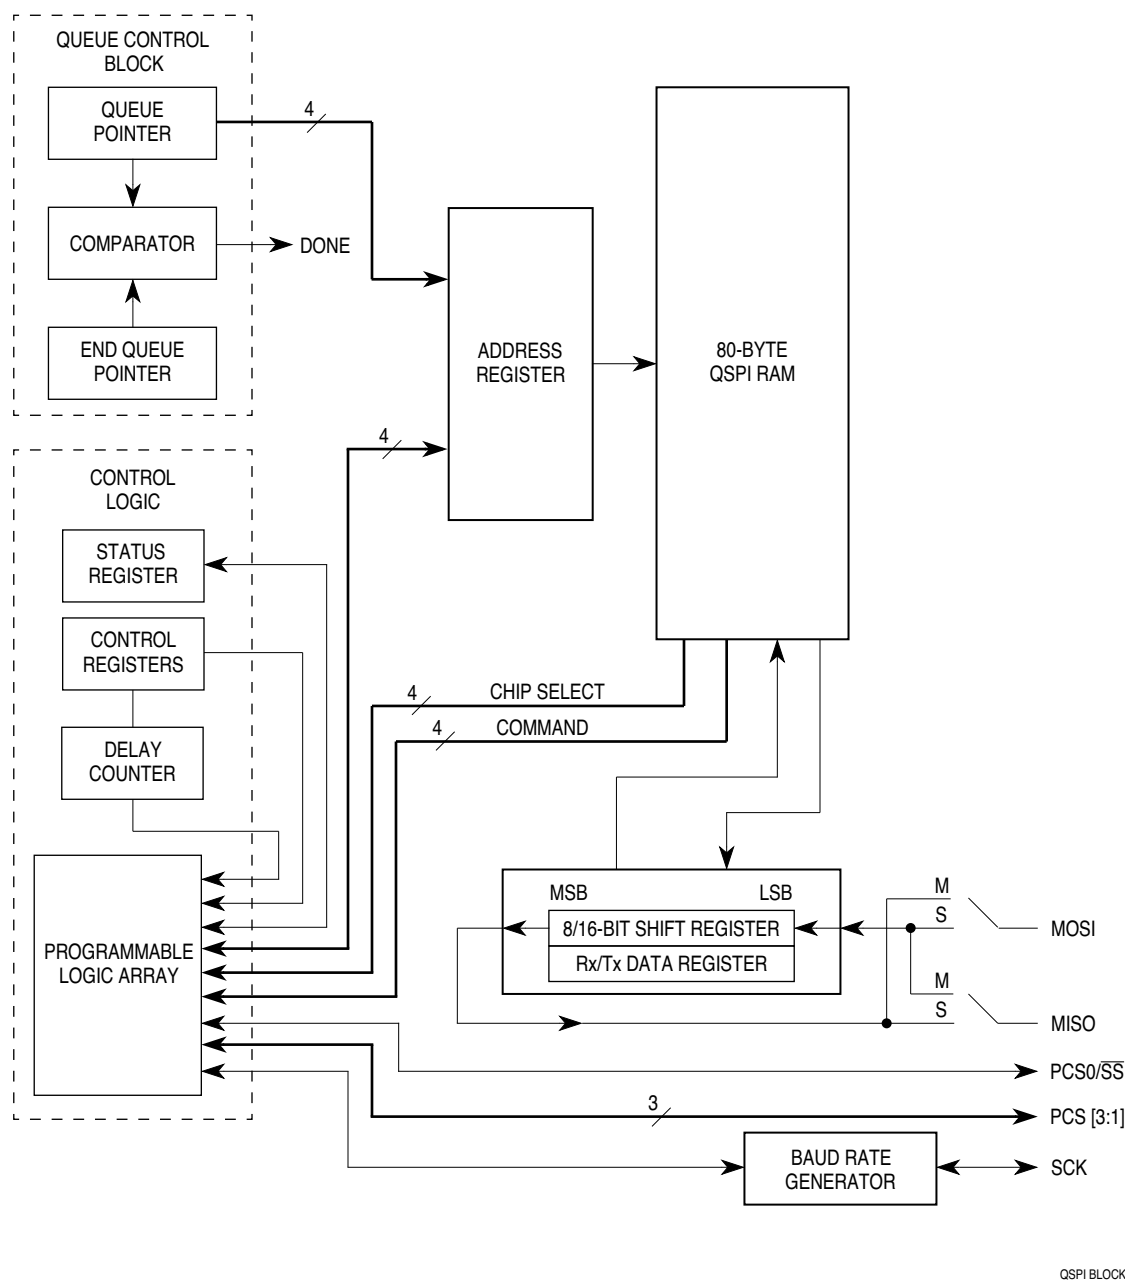 QUEUE CONTROL
BLOCK
QUEUE
POINTER
4
COMPARATOR
DONE
END QUEUE
POINTER
ADDRESS
REGISTER
80-BYTE
QSPI RAM
4
CONTROL
LOGIC
STATUS
REGISTER
CONTROL
REGISTERS
DELAY
COUNTER
4
CHIP SELECT
4
COMMAND
PROGRAMMABLE
LOGIC ARRAY
MSB
LSB
8/16-BIT SHIFT REGISTER
Rx/Tx DATA REGISTER
M
S
MOSI
M
S
MISO
PCS0/S̅S̅
3
PCS [3:1]
BAUD RATE
GENERATOR
SCK
QSPI BLOCK